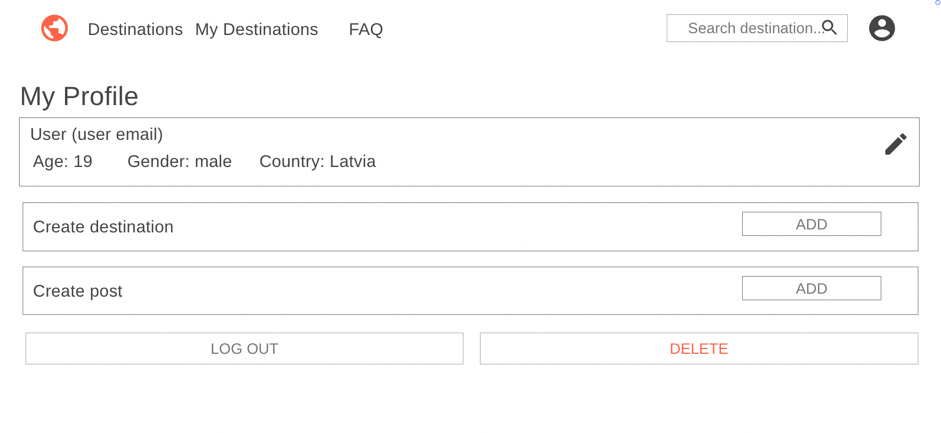 Destinations My Destinations FAQ Search destination...
My Profile
User (user email)
Age: 19 Gender: male Country: Latvia
Create destination ADD
Create post ADD
LOG OUT DELETE